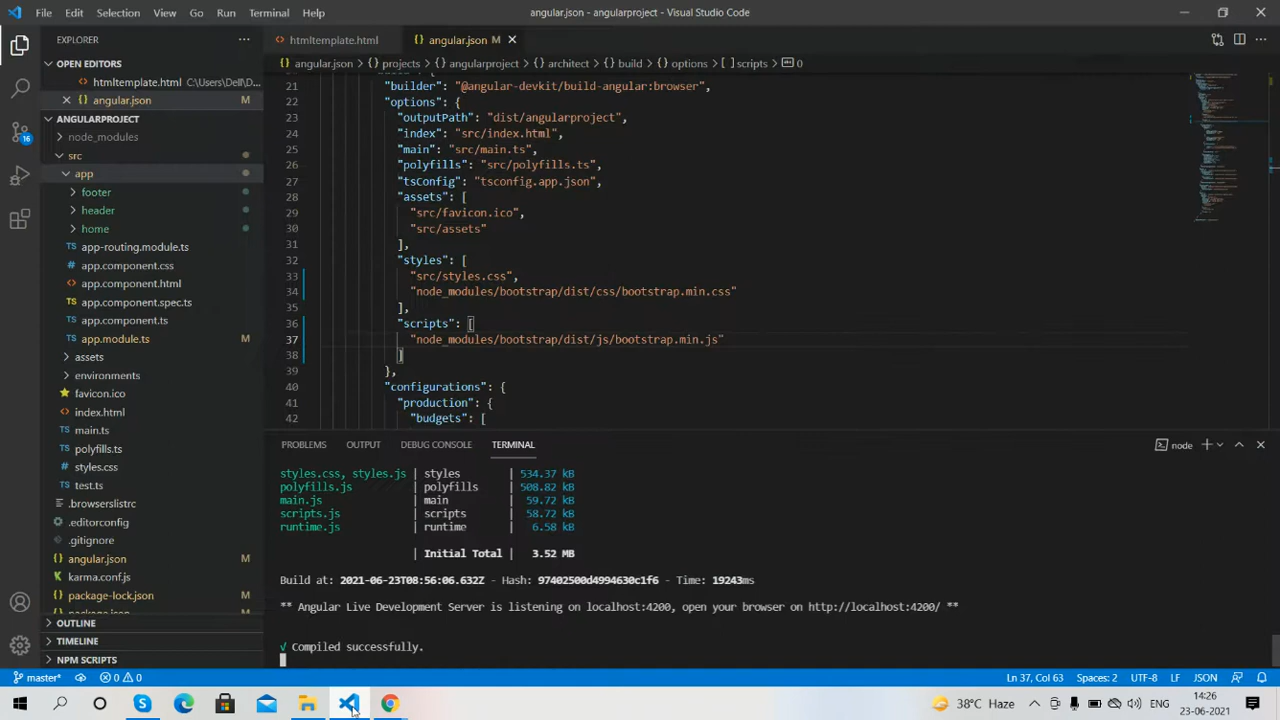 File Edit Selection View Go Run Terminal Help
angular.json - angularproject - Visual Studio Code
EXPLORER
OPEN EDITORS
htmltemplate.html C:\Users\Dell\D...
angular.json M
ANGULARPROJECT
node_modules
src
app
footer
header
home
app-routing.module.ts
app.component.css
app.component.html
app.component.spec.ts
app.component.ts
app.module.ts M
assets
environments
favicon.ico
index.html
main.ts
polyfills.ts
styles.css
test.ts
.browserslistrc
.editorconfig
.gitignore
angular.json M
karma.conf.js
package-lock.json M
package.json M
OUTLINE
TIMELINE
NPM SCRIPTS
16
htmltemplate.html
angular.json M
angular.json > projects > angularproject > architect > build > options > scripts > 0
21 "builder": "@angular-devkit/build-angular:browser",
22 "options": {
23 "outputPath": "dist/angularproject",
24 "index": "src/index.html",
25 "main": "src/main.ts",
26 "polyfills": "src/polyfills.ts",
27 "tsconfig": "tsconfig.app.json",
28 "assets": [
29 "src/favicon.ico",
30 "src/assets"
31 ],
32 "styles": [
33 "src/styles.css",
34 "node_modules/bootstrap/dist/css/bootstrap.min.css"
35 ],
36 "scripts": [
37 "node_modules/bootstrap/dist/js/bootstrap.min.js"
38 ]
39 },
40 "configurations": {
41 "production": {
42 "budgets": [
PROBLEMS OUTPUT DEBUG CONSOLE TERMINAL
node
styles.css, styles.js | styles | 534.37 kB
polyfills.js | polyfills | 508.82 kB
main.js | main | 59.72 kB
scripts.js | scripts | 58.72 kB
runtime.js | runtime | 6.58 kB
| Initial Total | 3.52 MB
Build at: 2021-06-23T08:56:06.632Z - Hash: 97402500d4994630c1f6 - Time: 19243ms
** Angular Live Development Server is listening on localhost:4200, open your browser on http://localhost:4200/ **
√ Compiled successfully.
master* 0 0
Ln 37, Col 63 Spaces: 2 UTF-8 LF JSON
38°C Haze
ENG
14:26
23-06-2021